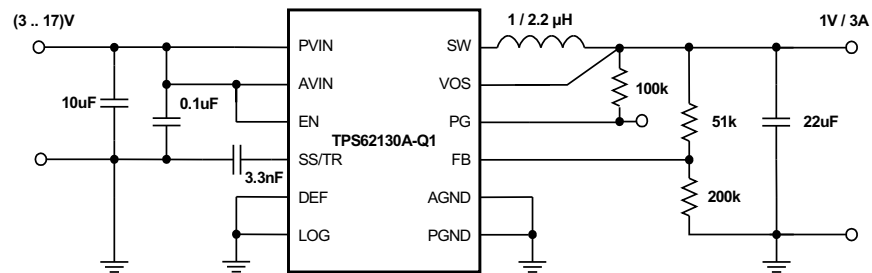 (3 .. 17)V
1 / 2.2 µH
1V / 3A
PVIN
SW
AVIN
VOS
10uF
0.1uF
100k
EN
PG
51k
22uF
TPS62130A-Q1
SS/TR
FB
3.3nF
DEF
AGND
200k
LOG
PGND